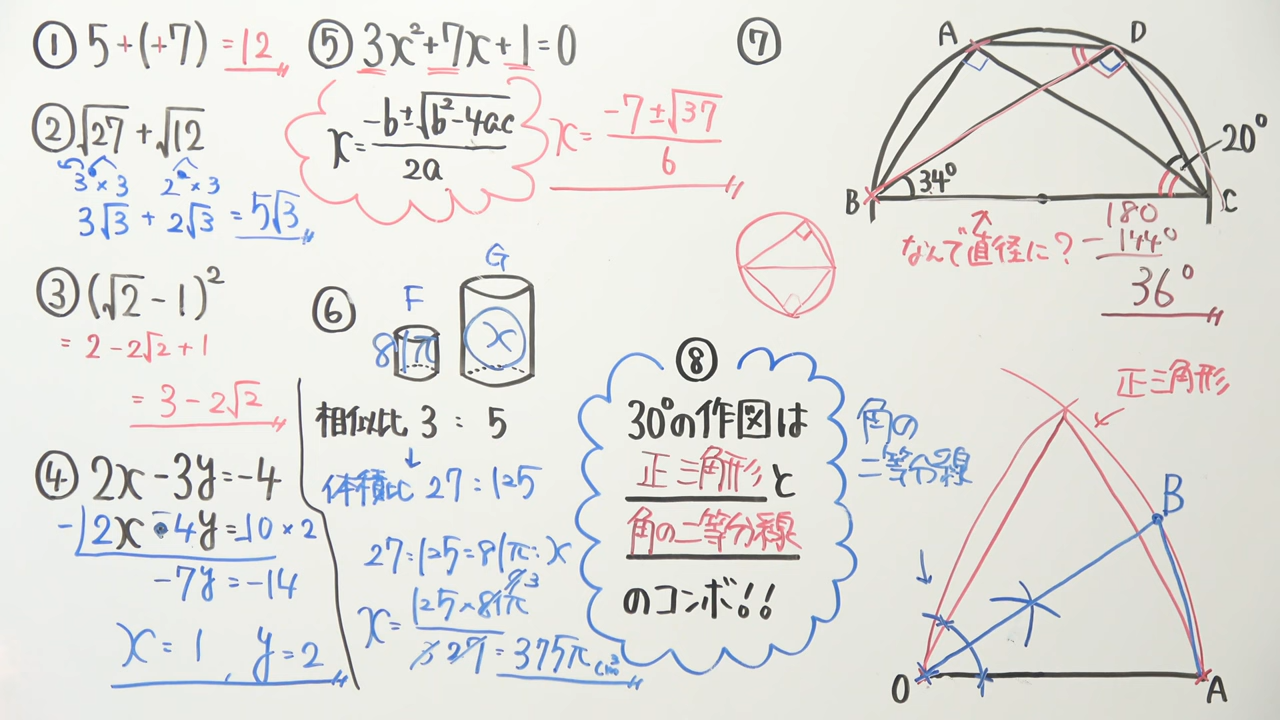 ① 5+(+7) =12
② √27 + √12
3² × 3 2² × 3
3√3 + 2√3 = 5√3
③ (√2 - 1)²
= 2 - 2√2 + 1
= 3 - 2√2
④ 2x - 3y = -4
2x 4y = 10 × 2
-7y = -14
x = 1 , y = 2
⑤ 3x² + 7x + 1 = 0
x = (-b ± √(b² - 4ac)) / 2a
x = (-7 ± √37) / 6
⑥
F
G
81π
x
相似比 3 : 5
↓
体積比 27 : 125
27 : 125 = 81π : x
x = (125 × 81π) / 27 = 375π cm³
3
⑦
A
D
B
C
34°
20°
なんで直径に?
180
- 144°
36°
⑧
30°の作図は
正三角形と
角の二等分線
のコンボ!!
角の
二等分線
↓
正三角形
B
O
A